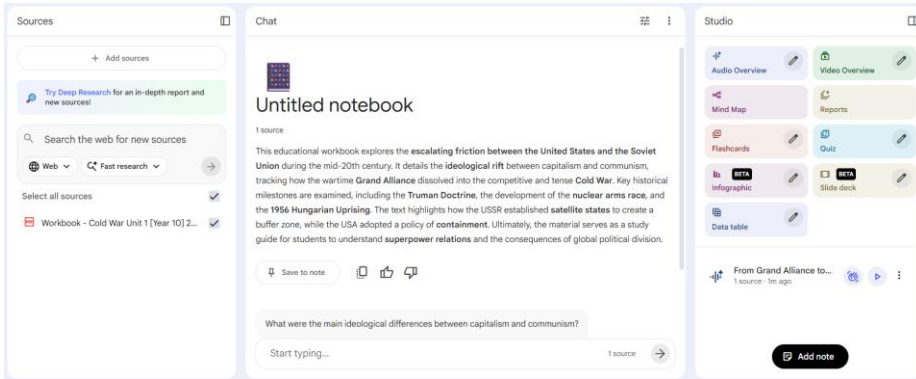 Sources
+ Add sources
Try Deep Research for an in-depth report and
new sources!
Search the web for new sources
Web
Fast research
Select all sources
PDF
Workbook - Cold War Unit 1 [Year 10] 2...
Chat
Untitled notebook
1 source
This educational workbook explores the escalating friction between the United States and the Soviet
Union during the mid-20th century. It details the ideological rift between capitalism and communism,
tracking how the wartime Grand Alliance dissolved into the competitive and tense Cold War. Key historical
milestones are examined, including the Truman Doctrine, the development of the nuclear arms race, and
the 1956 Hungarian Uprising. The text highlights how the USSR established satellite states to create a
buffer zone, while the USA adopted a policy of containment. Ultimately, the material serves as a study
guide for students to understand superpower relations and the consequences of global political division.
Save to note
What were the main ideological differences between capitalism and communism?
Start typing...
1 source
Studio
Audio Overview
Video Overview
Mind Map
Reports
Flashcards
Quiz
BETA
Infographic
BETA
Slide deck
Data table
From Grand Alliance to...
1 source · 1m ago
Add note